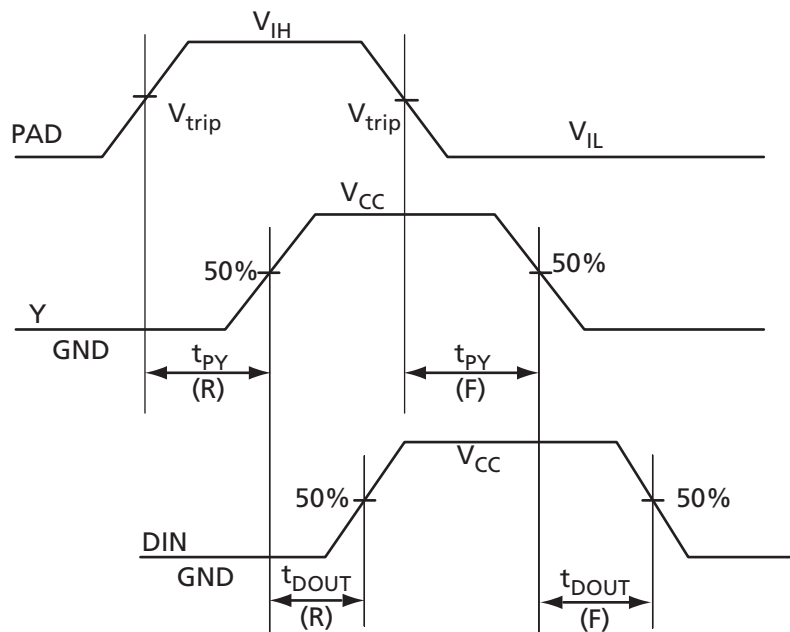 V_IH
V_trip
V_trip
PAD
V_IL
V_CC
50%
50%
Y
GND
t_PY
(R)
t_PY
(F)
V_CC
50%
50%
DIN
GND
t_DOUT
(R)
t_DOUT
(F)